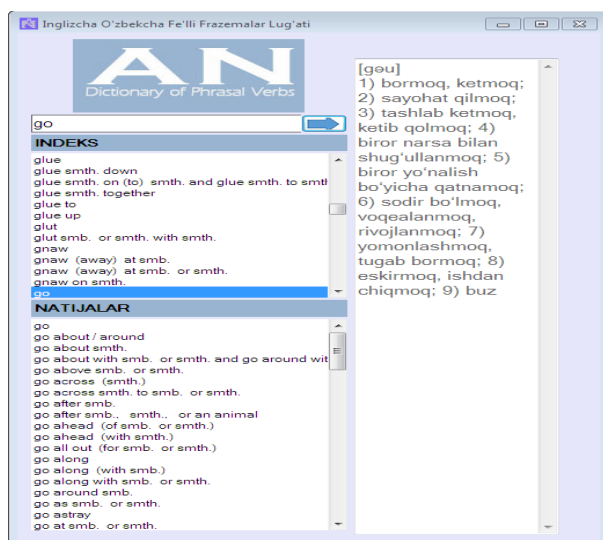 Inglizcha O'zbekcha Fe'lli Frazemalar Lug'ati
AN
Dictionary of Phrasal Verbs
go
INDEKS
glue
glue smth. down
glue smth. on (to) smth. and glue smth. to smth
glue smth. together
glue to
glue up
glut
glut smb. or smth. with smth.
gnaw
gnaw (away) at smb.
gnaw (away) at smb. or smth.
gnaw on smth.
go
NATIJALAR
go
go about / around
go about smth.
go about with smb. or smth. and go around wit
go above smb. or smth.
go across (smth.)
go across smth. to smb. or smth.
go after smb.
go after smb., smth., or an animal
go ahead (of smb. or smth.)
go ahead (with smth.)
go all out (for smb. or smth.)
go along
go along (with smb.)
go along with smb. or smth.
go around smb.
go as smb. or smth.
go astray
go at smb. or smth.
[gəu]
1) bormoq, ketmoq;
2) sayohat qilmoq;
3) tashlab ketmoq,
ketib qolmoq; 4)
biror narsa bilan
shug‘ullanmoq; 5)
biror yo‘nalish
bo‘yicha qatnamoq;
6) sodir bo‘lmoq,
voqealanmoq,
rivojlanmoq; 7)
yomonlashmoq,
tugab bormoq; 8)
eskirmoq, ishdan
chiqmoq; 9) buz